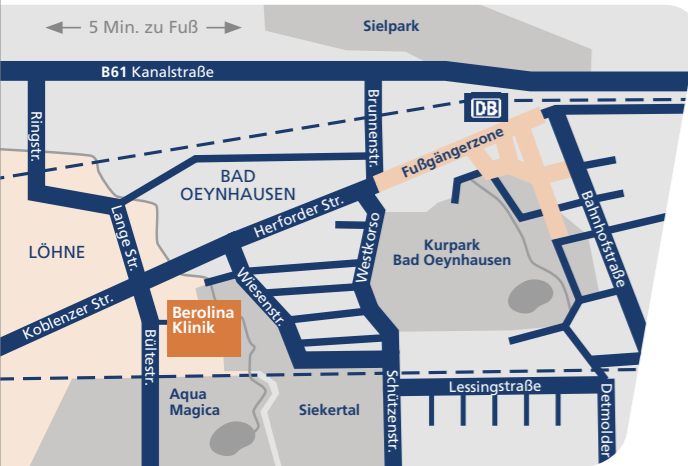 5 Min. zu Fuß
Sielpark
B61 Kanalstraße
DB
Ringstr.
Brunnenstr.
Fußgängerzone
BAD
OEYNHAUSEN
Herforder Str.
Lange Str.
Westkorso
Bahnhofstraße
Kurpark
Bad Oeynhausen
LÖHNE
Wiesenstr.
Koblenzer Str.
Berolina
Klinik
Bültestr.
Aqua
Magica
Siekertal
Schützenstr.
Lessingstraße
Detmolder